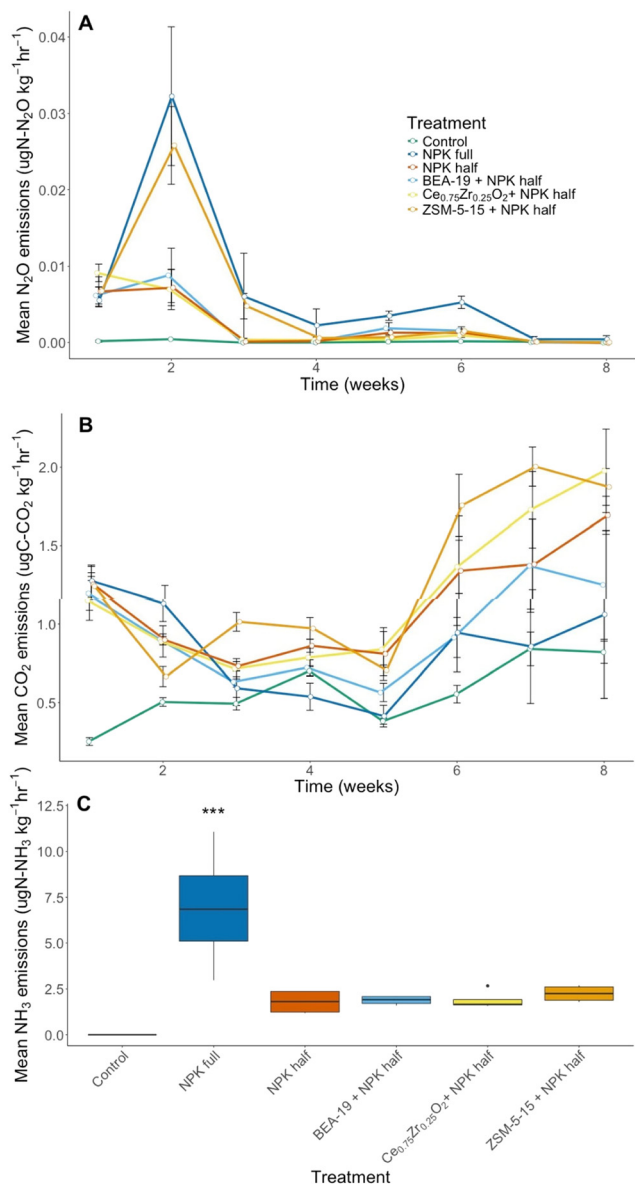 A
Mean N₂O emissions (ugN-N₂O kg⁻¹hr⁻¹)
0.04
0.03
0.02
0.01
0.00
Treatment
Control
NPK full
NPK half
BEA-19 + NPK half
Ce₀.₇₅Zr₀.₂₅O₂+ NPK half
ZSM-5-15 + NPK half
2
4
6
8
Time (weeks)
B
Mean CO₂ emissions (ugC-CO₂ kg⁻¹hr⁻¹)
2.0
1.5
1.0
0.5
2
4
6
8
Time (weeks)
C
Mean NH₃ emissions (ugN-NH₃ kg⁻¹hr⁻¹)
12.5
10.0
7.5
5.0
2.5
0.0
***
Control
NPK full
NPK half
BEA-19 + NPK half
Ce₀.₇₅Zr₀.₂₅O₂+ NPK half
ZSM-5-15 + NPK half
Treatment